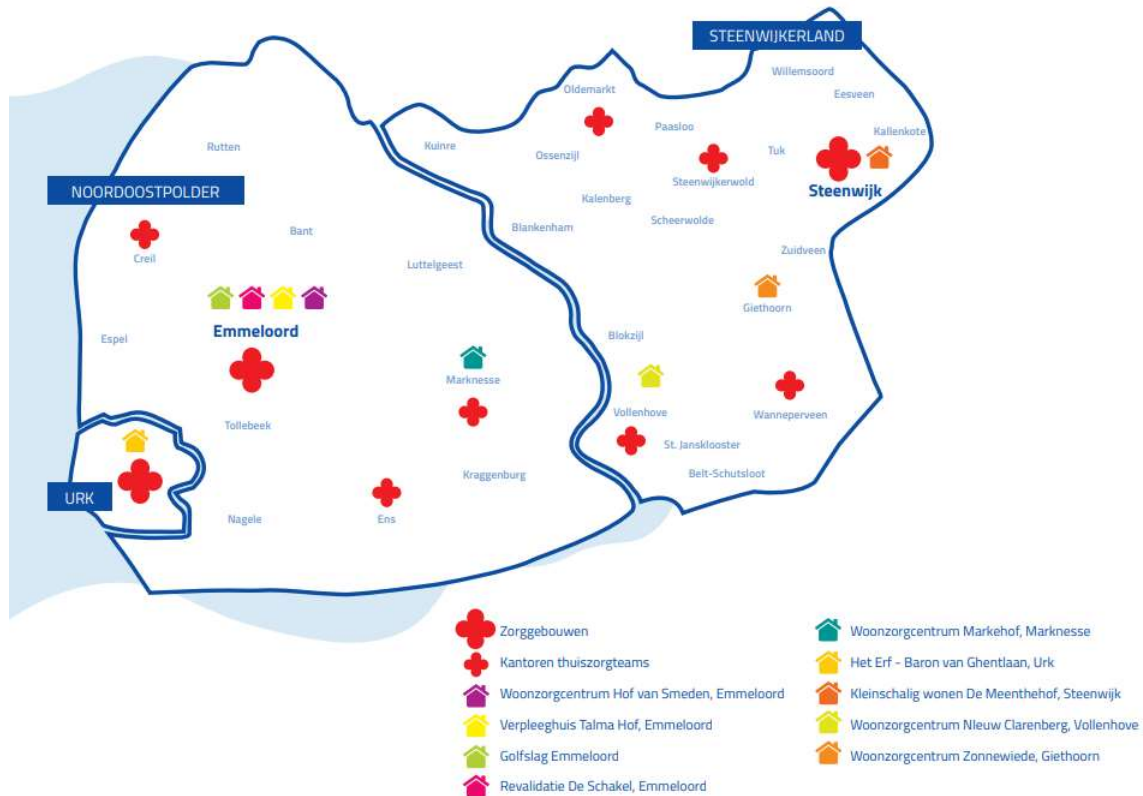 STEENWIJKERLAND
Willemsoord
Eesveen
Oldemarkt
Paasloo
Kallenkote
Kuinre
Rutten
Ossenzijl
Tuk
Steenwijkerwold
Steenwijk
NOORDOOSTPOLDER
Kalenberg
Scheerwolde
Blankenham
Bant
Zuidveen
Creil
Luttelgeest
Giethoorn
Emmeloord
Espel
Blokzijl
Marknesse
Vollenhove
Wanneperveen
Tollebeek
St. Jansklooster
Belt-Schutsloot
Kraggenburg
URK
Nagele
Ens
Zorggebouwen
Kantoren thuiszorgteams
Woonzorgcentrum Hof van Smeden, Emmeloord
Verpleeghuis Talma Hof, Emmeloord
Golfslag Emmeloord
Revalidatie De Schakel, Emmeloord
Woonzorgcentrum Markehof, Marknesse
Het Erf - Baron van Ghentlaan, Urk
Kleinschalig wonen De Meenthehof, Steenwijk
Woonzorgcentrum NIeuw Clarenberg, Vollenhove
Woonzorgcentrum Zonnewiede, Giethoorn